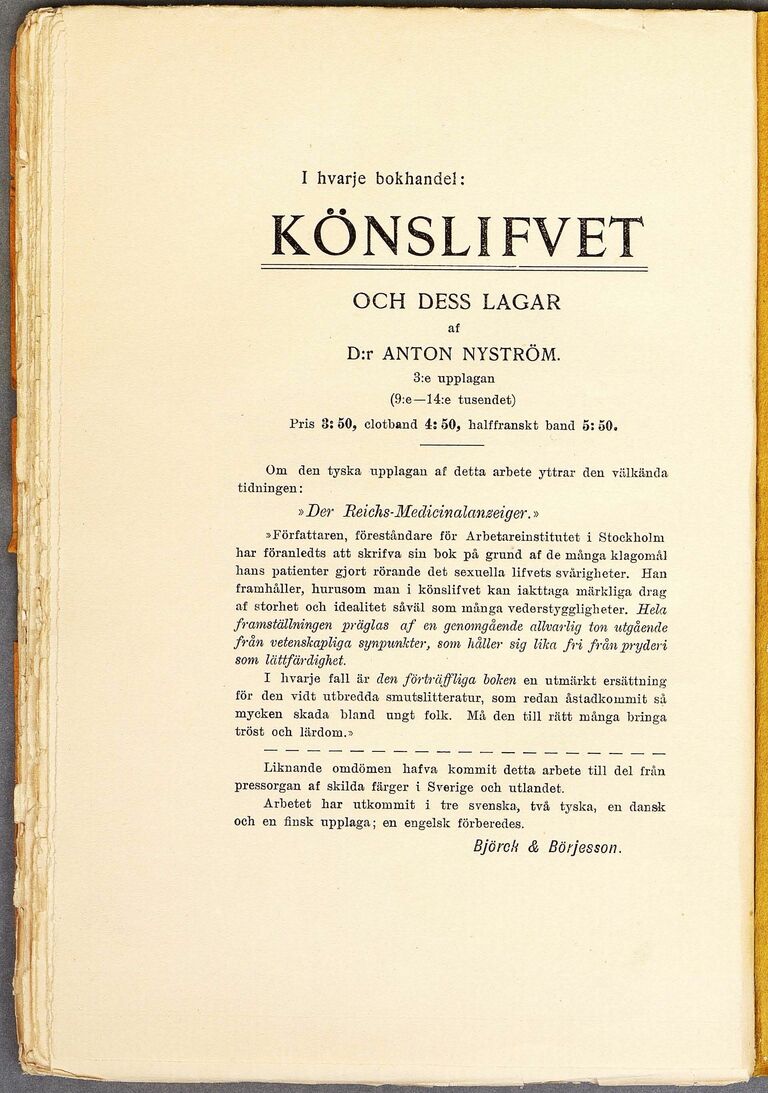 I hvarje bokhandel:
KÖNSLIFVET
OCH DESS LAGAR
af
D:r ANTON NYSTRÖM.
3:e upplagan
(9:e—14:e tusendet)
Pris 3: 50, clotband 4: 50, halffranskt band 5: 50.
Om den tyska upplagan af detta arbete yttrar den välkända
tidningen:
»Der Reichs-Medicinalanzeiger.»
»Författaren, föreståndare för Arbetareinstitutet i Stockholm
har föranledts att skrifva sin bok på grund af de många klagomål
hans patienter gjort rörande det sexuella lifvets svårigheter. Han
framhåller, hurusom man i könslifvet kan iakttaga märkliga drag
af storhet och idealitet såväl som många vederstyggligheter. Hela
framställningen präglas af en genomgående allvarlig ton utgående
från vetenskapliga synpunkter, som håller sig lika fri från pryderi
som lättfärdighet.
I hvarje fall är den förträffliga boken en utmärkt ersättning
för den vidt utbredda smutslitteratur, som redan åstadkommit så
mycken skada bland ungt folk. Må den till rätt många bringa
tröst och lärdom.»
Liknande omdömen hafva kommit detta arbete till del från
pressorgan af skilda färger i Sverige och utlandet.
Arbetet har utkommit i tre svenska, två tyska, en dansk
och en finsk upplaga; en engelsk förberedes.
Björck & Börjesson.